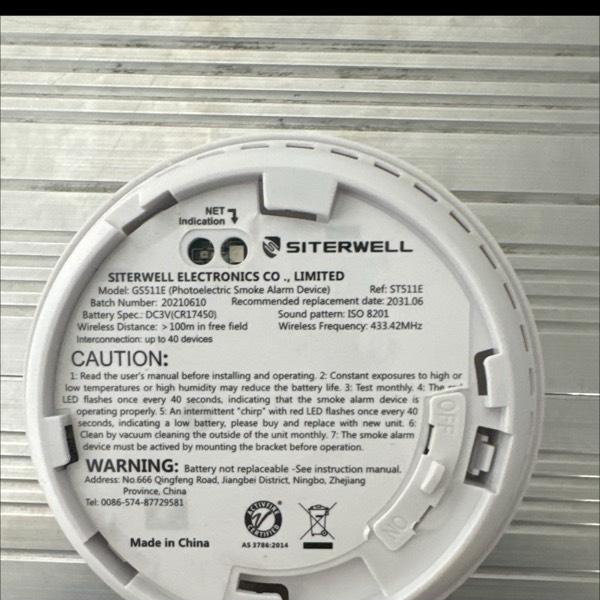 NET
Indication
SITERWELL
SITERWELL ELECTRONICS CO ., LIMITED
Model: GS511E (Photoelectric Smoke Alarm Device) Ref: ST511E
Batch Number: 20210610 Recommended replacement date: 2031.06
Battery Spec.: DC3V(CR17450) Sound pattern: ISO 8201
Wireless Distance: >100m in free field Wireless Frequency: 433.42MHz
Interconnection: up to 40 devices
CAUTION:
1: Read the user's manual before installing and operating. 2: Constant exposures to high or
low temperatures or high humidity may reduce the battery life. 3: Test monthly. 4: The red
LED flashes once every 40 seconds, indicating that the smoke alarm device is
operating properly. 5: An intermittent "chirp" with red LED flashes once every 40
seconds, indicating a low battery, please buy and replace with new unit. 6:
Clean by vacuum cleaning the outside of the unit monthly. 7: The smoke alarm
device must be actived by mounting the bracket before operation.
OFF
ON
WARNING: Battery not replaceable -See instruction manual.
Address: No.666 Qingfeng Road, Jiangbei District, Ningbo, Zhejiang
Province, China
Tel: 0086-574-87729581
ACTIVFIRE
CERTIFIED
AS 3786:2014
Made in China